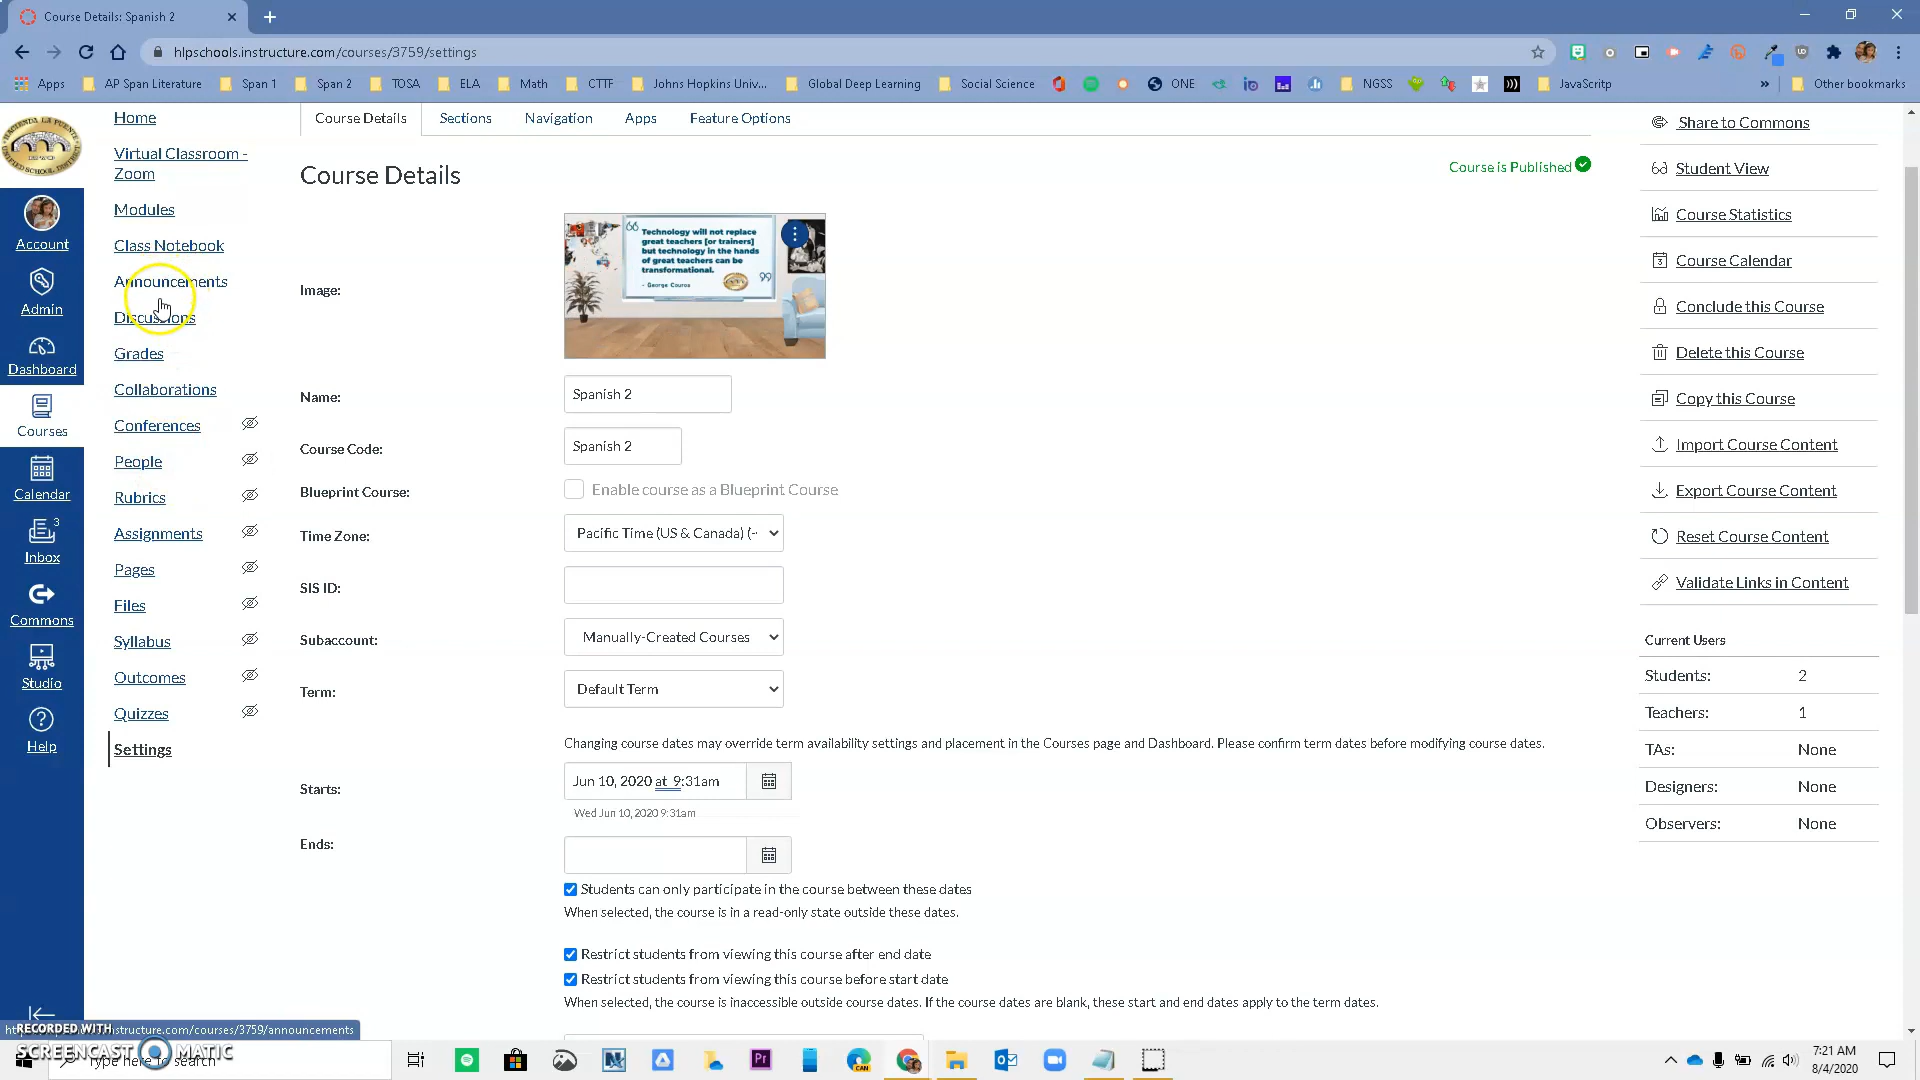 Course Details: Spanish 2
hlpschools.instructure.com/courses/3759/settings
Apps
AP Span Literature
Span 1
Span 2
TOSA
ELA
Math
CTTF
Johns Hopkins Univ...
Global Deep Learning
Social Science
ONE
NGSS
JavaScritp
»
Other bookmarks
Account
Admin
Dashboard
Courses
Calendar
3
Inbox
Commons
Studio
Help
Home
Virtual Classroom -
Zoom
Modules
Class Notebook
Announcements
Discussions
Grades
Collaborations
Conferences
People
Rubrics
Assignments
Pages
Files
Syllabus
Outcomes
Quizzes
Settings
Course Details
Sections
Navigation
Apps
Feature Options
Course Details
Course is Published
Image:
Technology will not replace
great teachers [or trainers]
but technology in the hands
of great teachers can be
transformational.
- George Couros
Name:
Spanish 2
Course Code:
Spanish 2
Blueprint Course:
Enable course as a Blueprint Course
Time Zone:
Pacific Time (US & Canada) (-
SIS ID:
Subaccount:
Manually-Created Courses
Term:
Default Term
Changing course dates may override term availability settings and placement in the Courses page and Dashboard. Please confirm term dates before modifying course dates.
Starts:
Jun 10, 2020 at 9:31am
Wed Jun 10, 2020 9:31am
Ends:
Students can only participate in the course between these dates
When selected, the course is in a read-only state outside these dates.
Restrict students from viewing this course after end date
Restrict students from viewing this course before start date
When selected, the course is inaccessible outside course dates. If the course dates are blank, these start and end dates apply to the term dates.
Share to Commons
Student View
Course Statistics
Course Calendar
Conclude this Course
Delete this Course
Copy this Course
Import Course Content
Export Course Content
Reset Course Content
Validate Links in Content
Current Users
Students: 2
Teachers: 1
TAs: None
Designers: None
Observers: None
instructure.com/courses/3759/announcements
RECORDED WITH
SCREENCAST MATIC
Type here to search
7:21 AM
8/4/2020